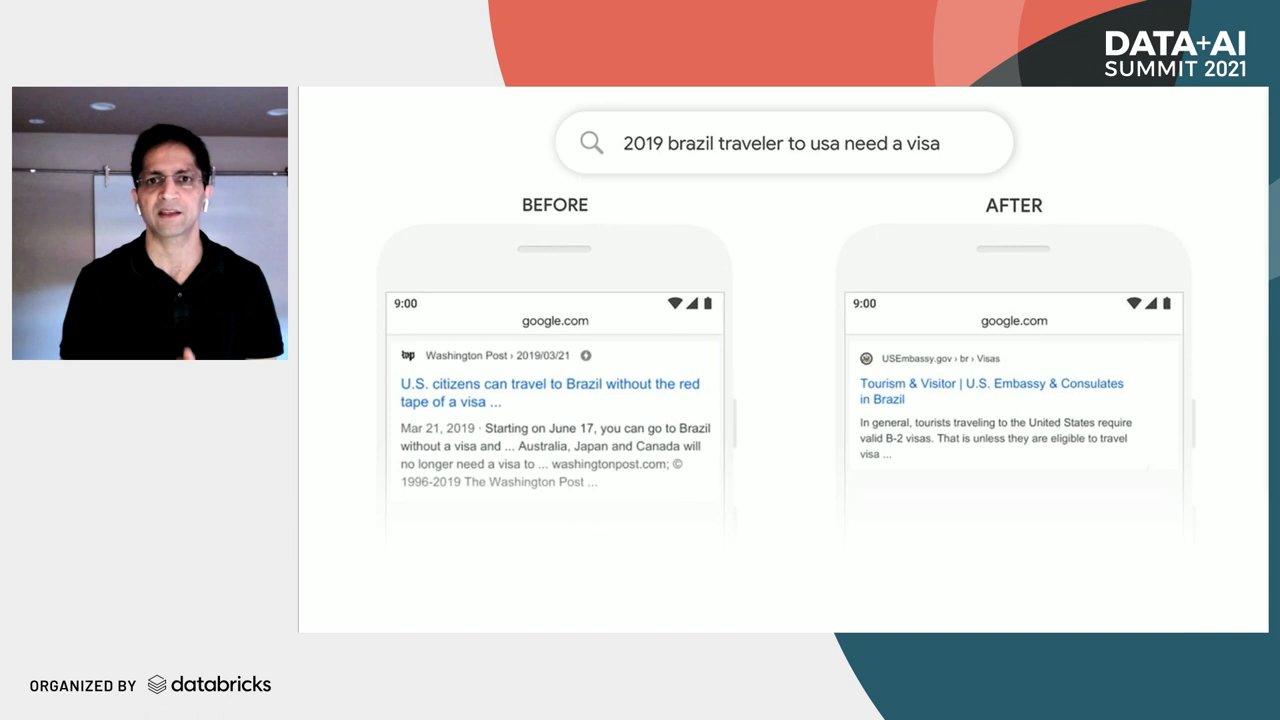 DATA+AI
SUMMIT 2021
2019 brazil traveler to usa need a visa
BEFORE
9:00
google.com
wp Washington Post › 2019/03/21
U.S. citizens can travel to Brazil without the red
tape of a visa ...
Mar 21, 2019 · Starting on June 17, you can go to Brazil
without a visa and ... Australia, Japan and Canada will
no longer need a visa to ... washingtonpost.com; ©
1996-2019 The Washington Post ...
AFTER
9:00
google.com
USEmbassy.gov › br › Visas
Tourism & Visitor | U.S. Embassy & Consulates
in Brazil
In general, tourists traveling to the United States require
valid B-2 visas. That is unless they are eligible to travel
visa ...
ORGANIZED BY databricks